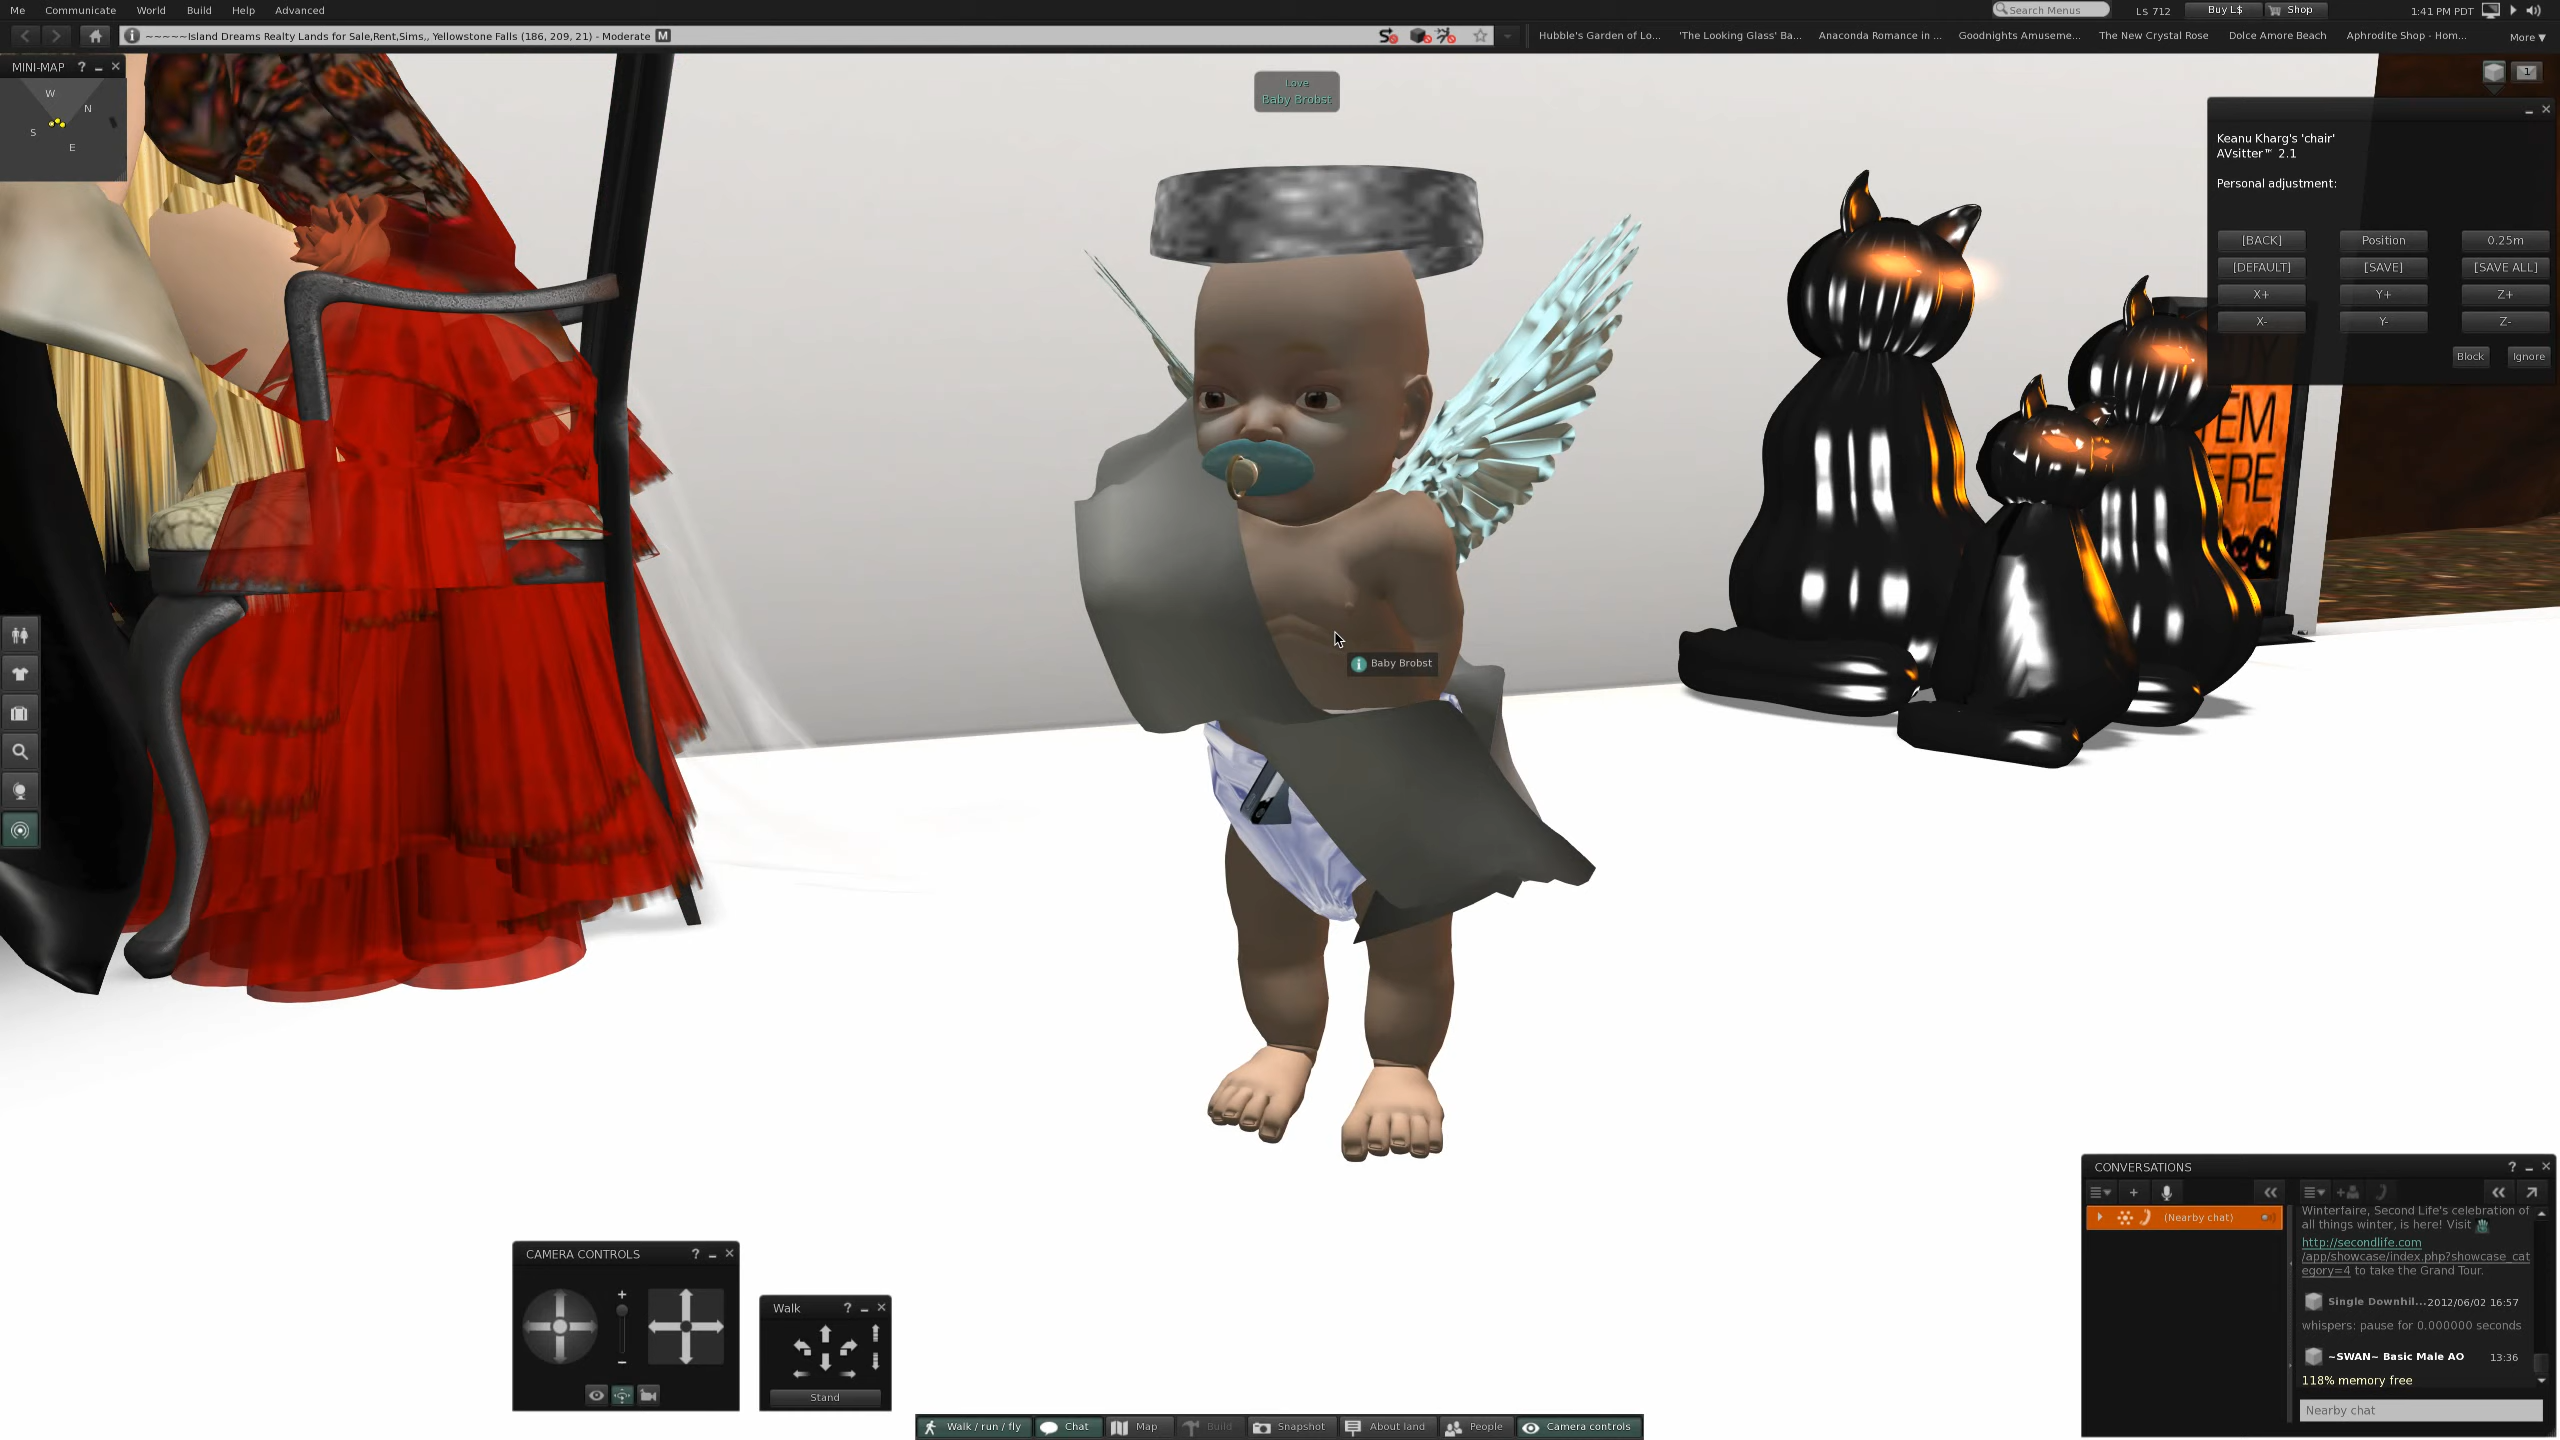 Me Communicate World Build Help Advanced
Search Menus
L$ 712
Buy L$
Shop
1:41 PM PDT
~~~~~Island Dreams Realty Lands for Sale,Rent,Sims,, Yellowstone Falls (186, 209, 21) - Moderate M
Hubble's Garden of Lo... 'The Looking Glass' Ba... Anaconda Romance in ... Goodnights Amuseme... The New Crystal Rose Dolce Amore Beach Aphrodite Shop - Hom...
More ▼
MINI-MAP ?
W
N
S
E
Love
Baby Brobst
1
Keanu Kharg's 'chair'
AVsitter™ 2.1
Personal adjustment:
[BACK] Position 0.25m
[DEFAULT] [SAVE] [SAVE ALL]
X+ Y+ Z+
X- Y- Z-
Block Ignore
EM
ERE
Baby Brobst
CONVERSATIONS ?
(Nearby chat)
Winterfaire, Second Life's celebration of
all things winter, is here! Visit
http://secondlife.com
/app/showcase/index.php?showcase_cat
egory=4 to take the Grand Tour.
Single Downhil... 2012/06/02 16:57
whispers: pause for 0.000000 seconds
~SWAN~ Basic Male AO 13:36
118% memory free
Nearby chat
CAMERA CONTROLS ?
Walk ?
Stand
Walk / run / fly Chat Map Build Snapshot About land People Camera controls